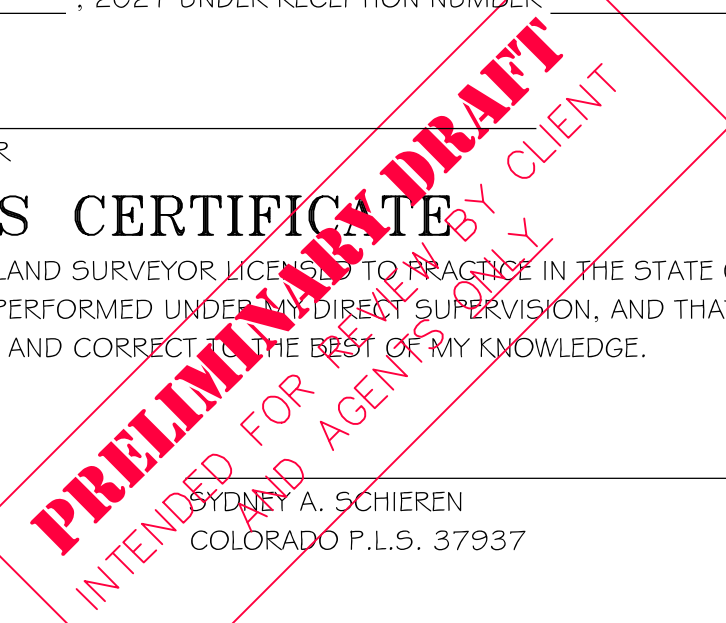 , 2021 UNDER RECEPTION NUMBER
R
S CERTIFICATE
LAND SURVEYOR LICENSED TO PRACTICE IN THE STATE
PERFORMED UNDER MY DIRECT SUPERVISION, AND THAT
AND CORRECT TO THE BEST OF MY KNOWLEDGE.
SYDNEY A. SCHIEREN
COLORADO P.L.S. 37937
PRELIMINARY DRAFT
INTENDED FOR REVIEW BY CLIENT
AND AGENTS ONLY